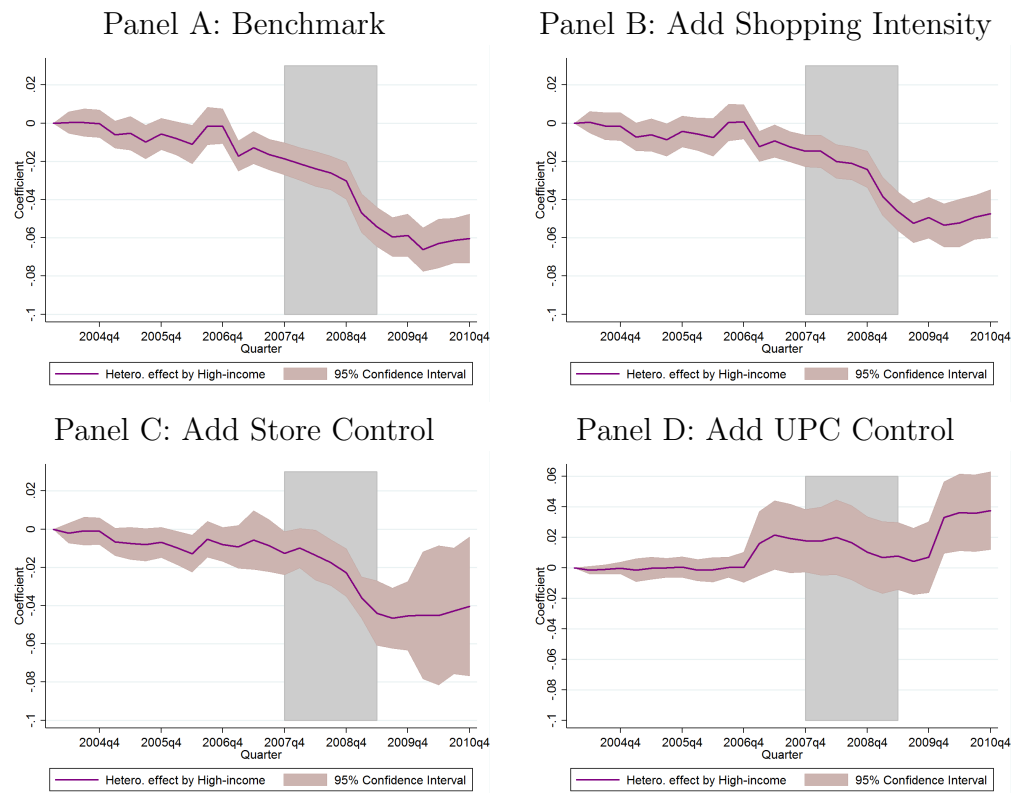 Panel A: Benchmark
Coefficient
.02
0
-.02
-.04
-.06
-.08
-.1
2004q4 2005q4 2006q4 2007q4 2008q4 2009q4 2010q4
Quarter
Hetero. effect by High-income 95% Confidence Interval
Panel B: Add Shopping Intensity
Coefficient
.02
0
-.02
-.04
-.06
-.08
-.1
2004q4 2005q4 2006q4 2007q4 2008q4 2009q4 2010q4
Quarter
Hetero. effect by High-income 95% Confidence Interval
Panel C: Add Store Control
Coefficient
.02
0
-.02
-.04
-.06
-.08
-.1
2004q4 2005q4 2006q4 2007q4 2008q4 2009q4 2010q4
Quarter
Hetero. effect by High-income 95% Confidence Interval
Panel D: Add UPC Control
Coefficient
.06
.04
.02
0
-.02
-.04
-.06
-.08
-.1
2004q4 2005q4 2006q4 2007q4 2008q4 2009q4 2010q4
Quarter
Hetero. effect by High-income 95% Confidence Interval